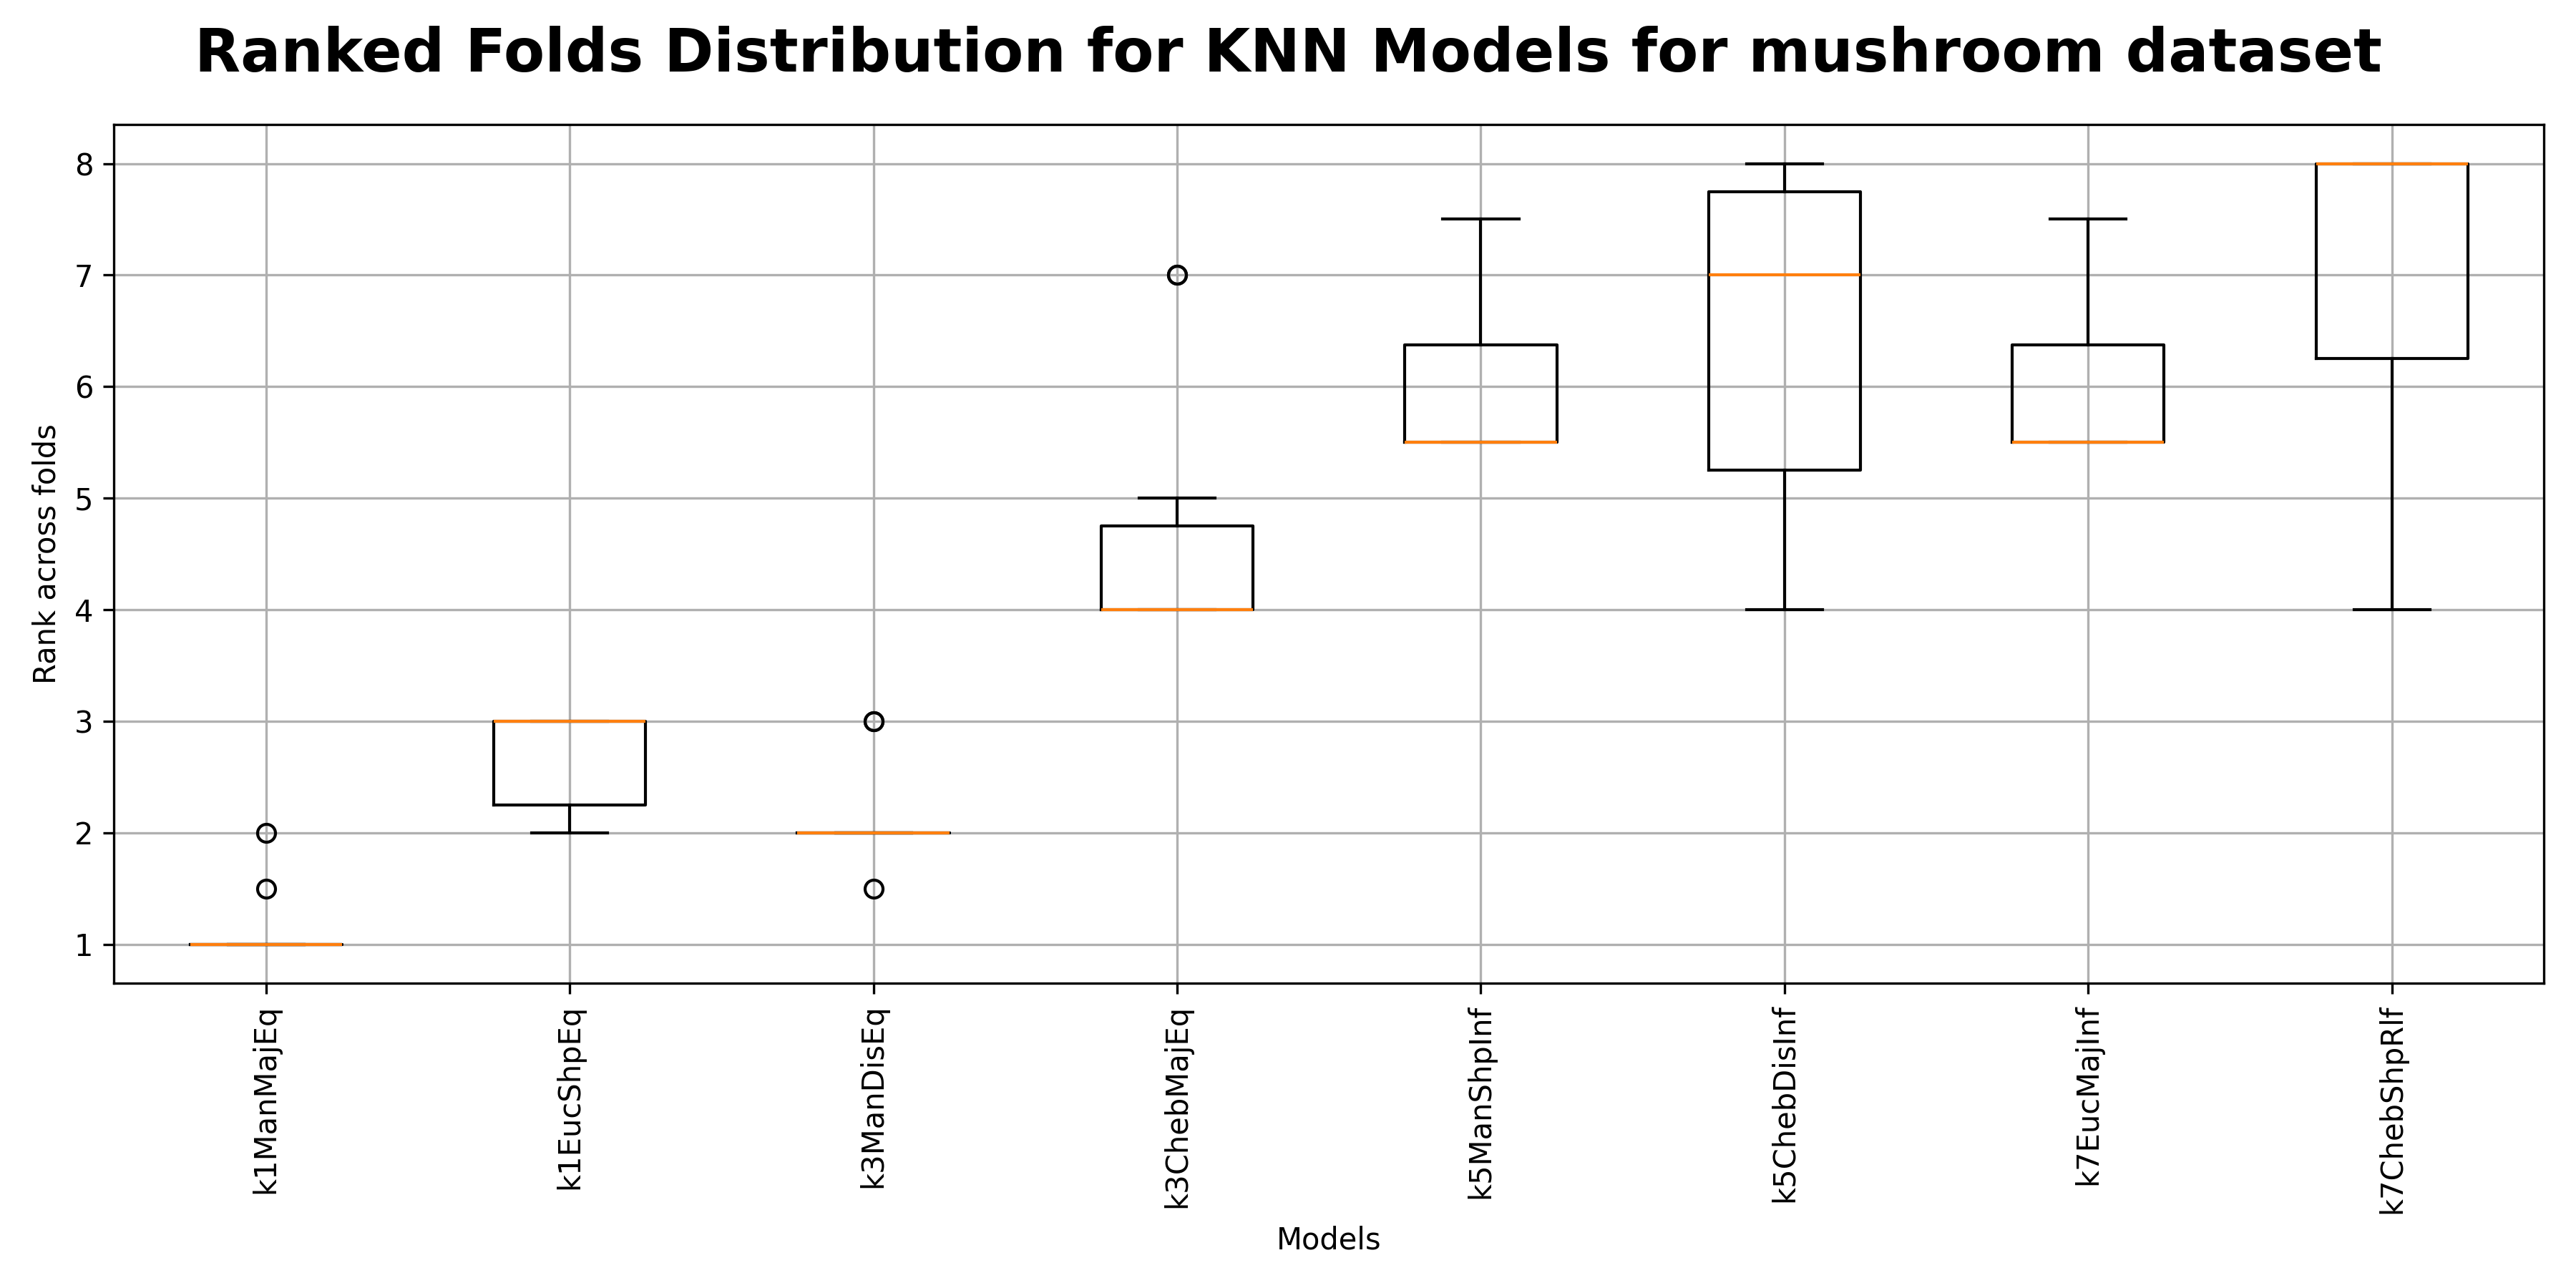 Ranked Folds Distribution for KNN Models for mushroom dataset
8
7
6
5
4
3
2
1
Rank across folds
k1ManMajEq
k1EucShpEq
k3ManDisEq
k3ChebMajEq
k5ManShpInf
k5ChebDisInf
k7EucMajInf
k7ChebShpRlf
Models